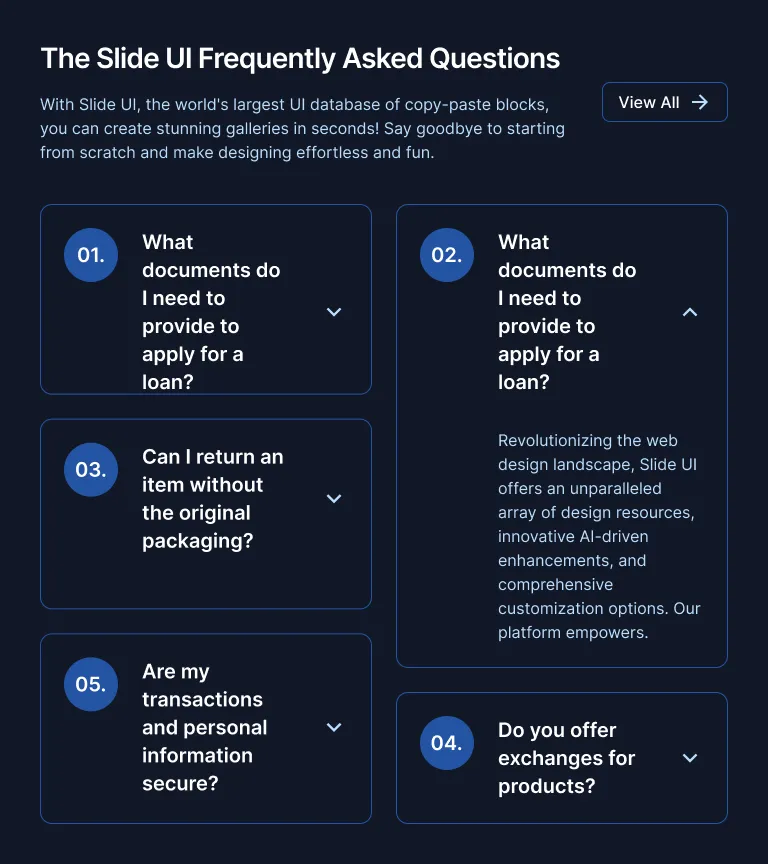 The Slide UI Frequently Asked Questions
With Slide UI, the world's largest UI database of copy-paste blocks,
you can create stunning galleries in seconds! Say goodbye to starting
from scratch and make designing effortless and fun.
View All
01.
What
documents do
I need to
provide to
apply for a
loan?
02.
What
documents do
I need to
provide to
apply for a
loan?
Revolutionizing the web
design landscape, Slide UI
offers an unparalleled
array of design resources,
innovative AI-driven
enhancements, and
comprehensive
customization options. Our
platform empowers.
03.
Can I return an
item without
the original
packaging?
04.
Do you offer
exchanges for
products?
05.
Are my
transactions
and personal
information
secure?